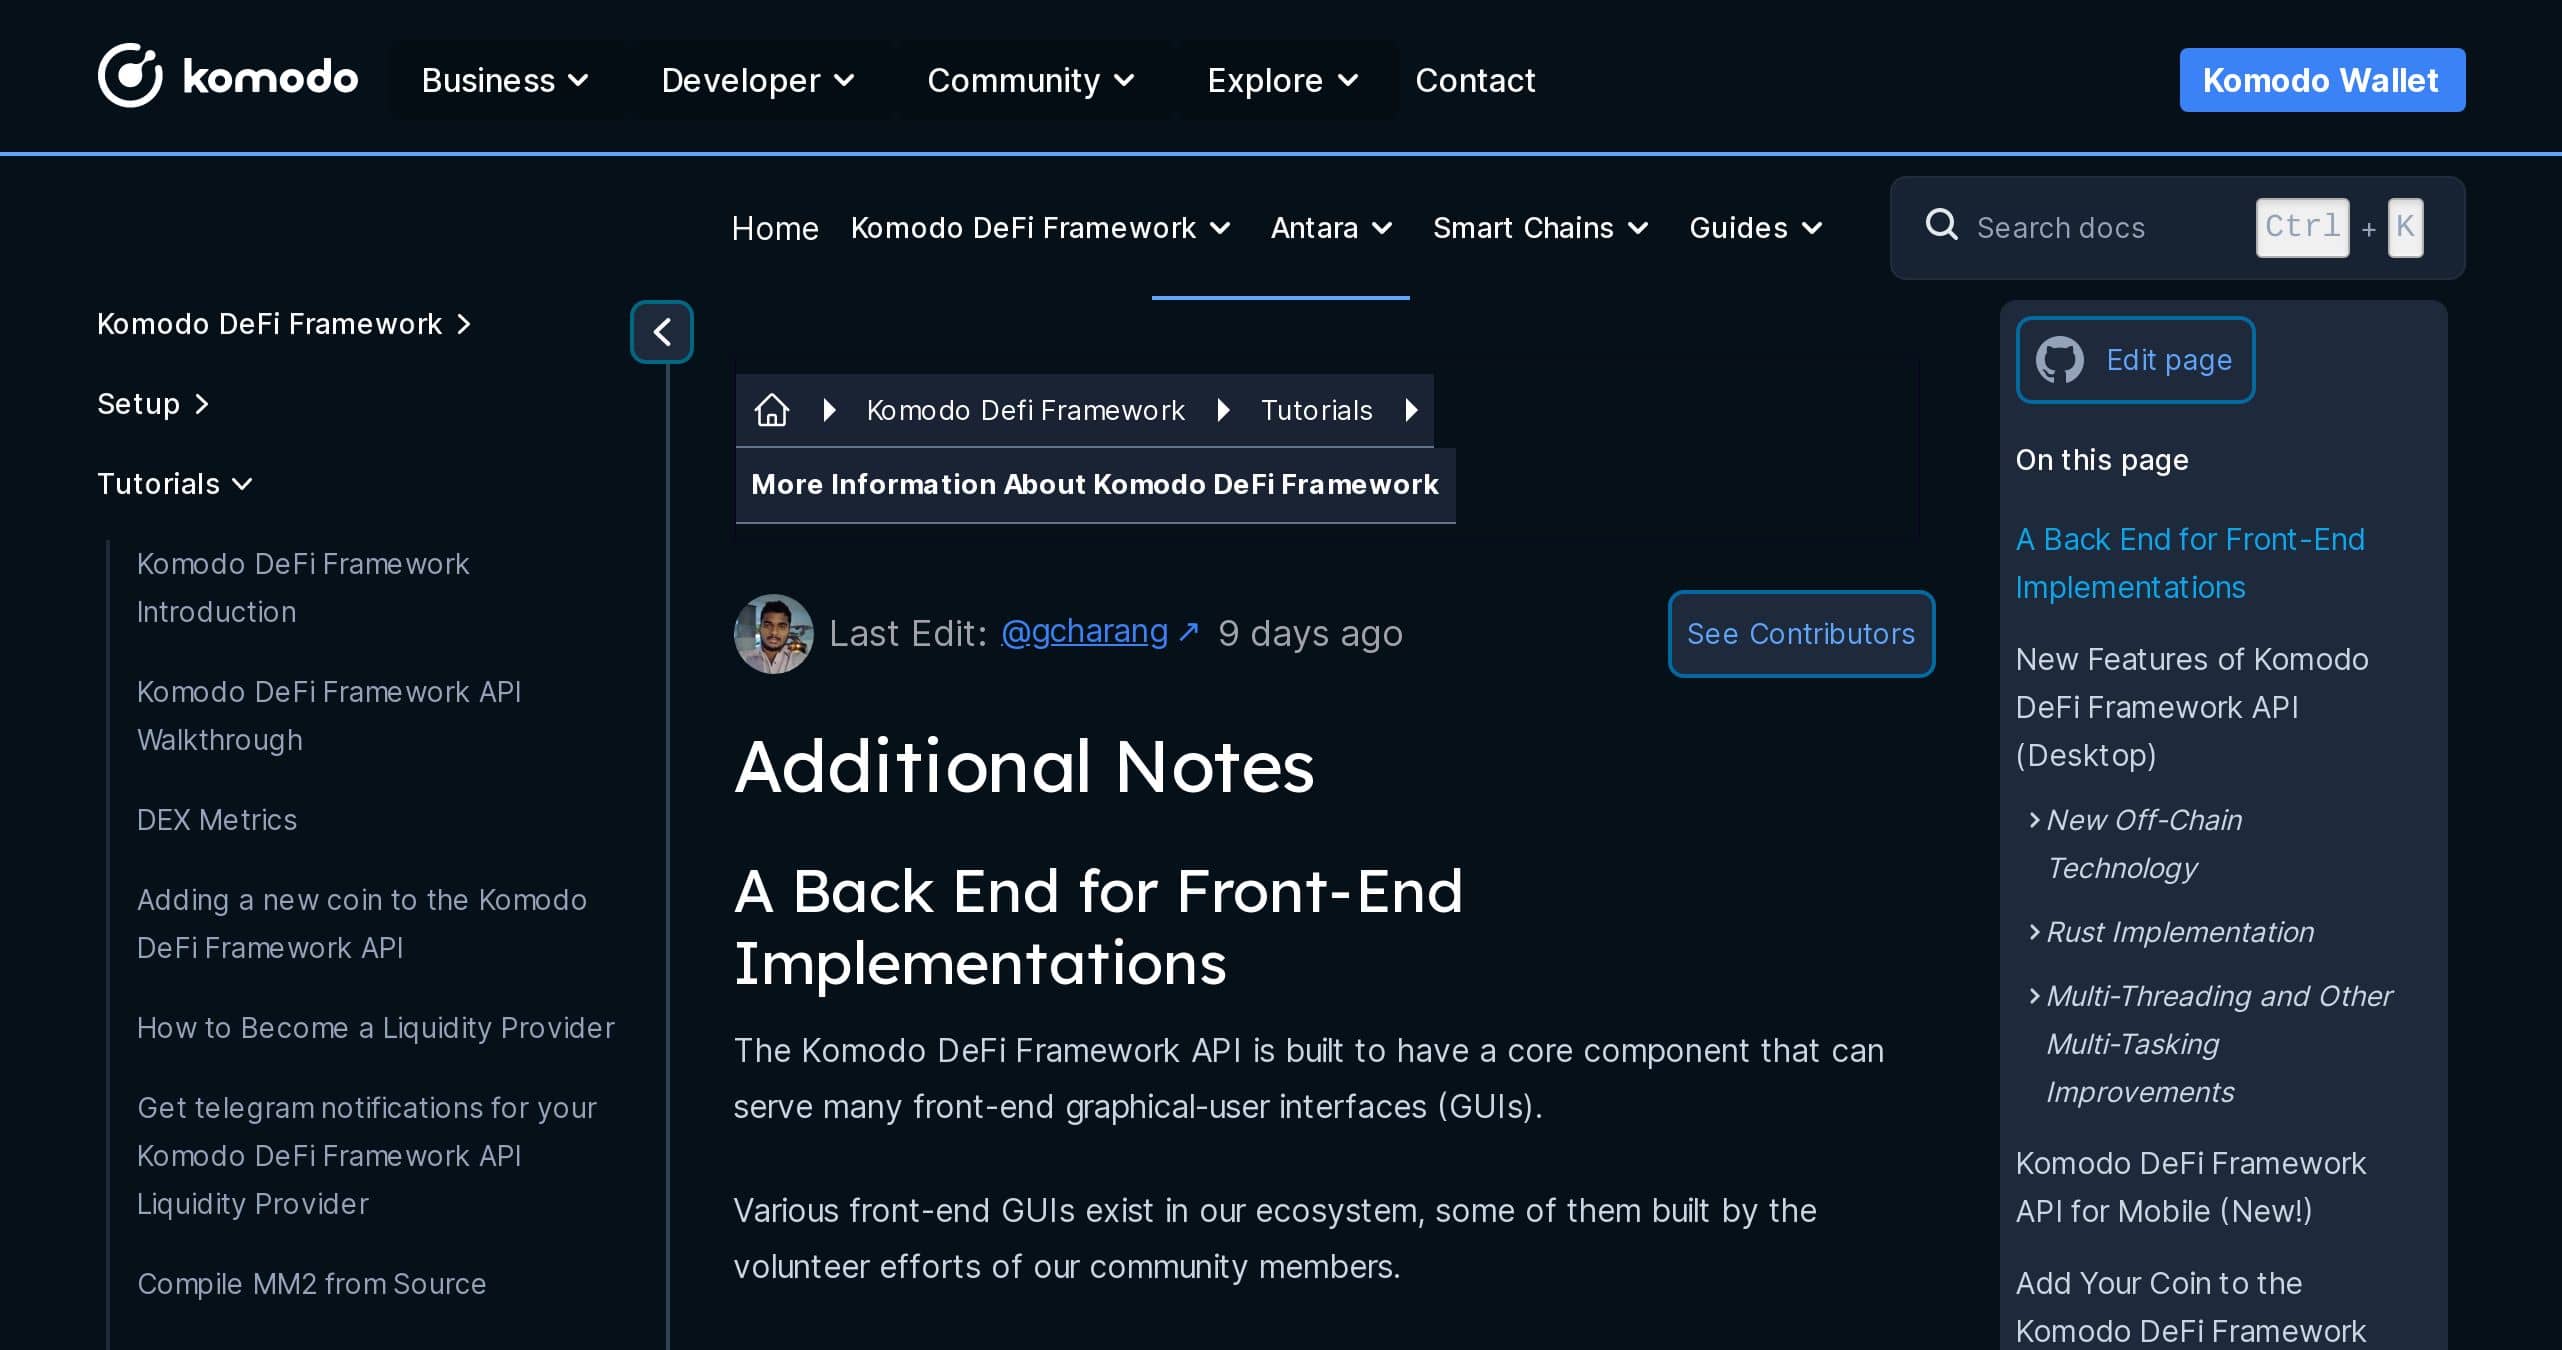 komodo Business Developer Community Explore Contact Komodo Wallet
Home Komodo DeFi Framework Antara Smart Chains Guides Search docs Ctrl + K
Komodo DeFi Framework
Setup
Tutorials
Komodo DeFi Framework
Introduction
Komodo DeFi Framework API
Walkthrough
DEX Metrics
Adding a new coin to the Komodo
DeFi Framework API
How to Become a Liquidity Provider
Get telegram notifications for your
Komodo DeFi Framework API
Liquidity Provider
Compile MM2 from Source
Komodo Defi Framework Tutorials
More Information About Komodo DeFi Framework
Last Edit: @gcharang ↗ 9 days ago See Contributors
Additional Notes
A Back End for Front-End
Implementations
The Komodo DeFi Framework API is built to have a core component that can
serve many front-end graphical-user interfaces (GUIs).
Various front-end GUIs exist in our ecosystem, some of them built by the
volunteer efforts of our community members.
Edit page
On this page
A Back End for Front-End
Implementations
New Features of Komodo
DeFi Framework API
(Desktop)
New Off-Chain
Technology
Rust Implementation
Multi-Threading and Other
Multi-Tasking
Improvements
Komodo DeFi Framework
API for Mobile (New!)
Add Your Coin to the
Komodo DeFi Framework